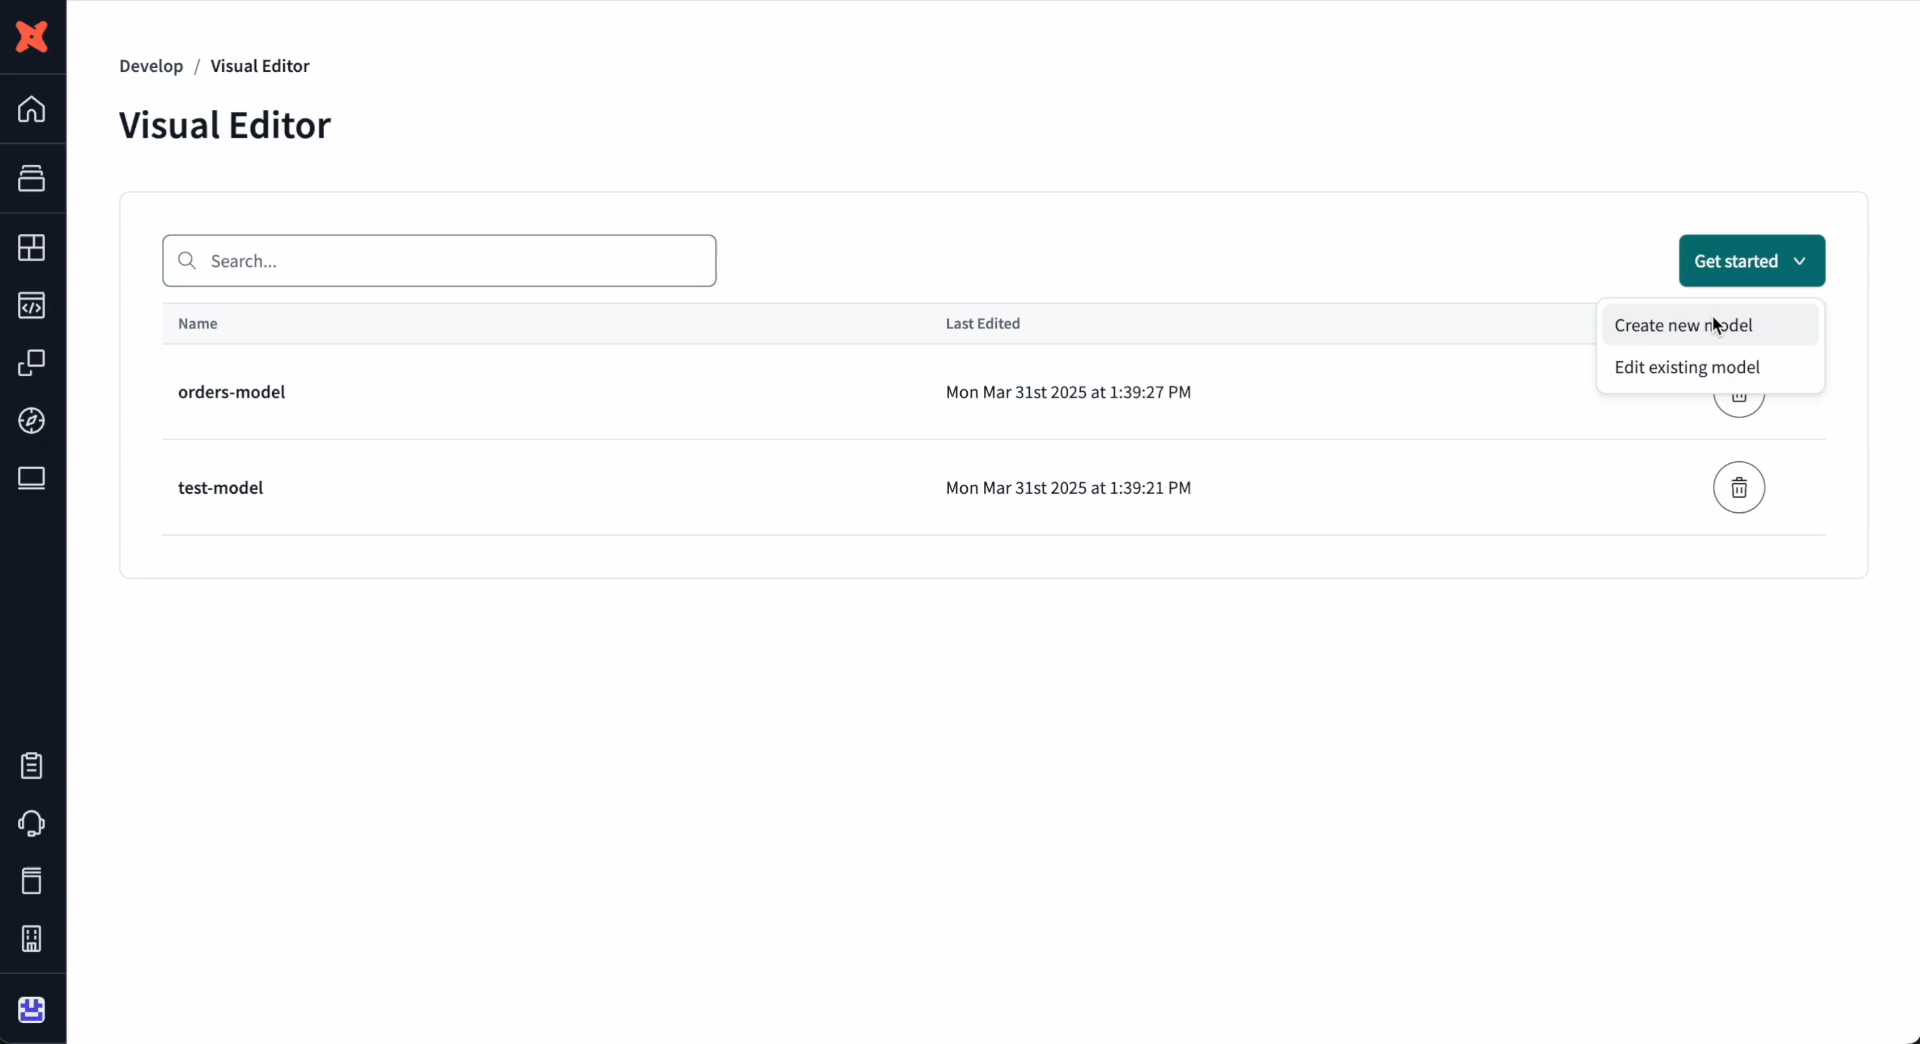 Develop / Visual Editor
Visual Editor
Search...
Get started
Name
Last Edited
Create new model
Edit existing model
orders-model
Mon Mar 31st 2025 at 1:39:27 PM
test-model
Mon Mar 31st 2025 at 1:39:21 PM